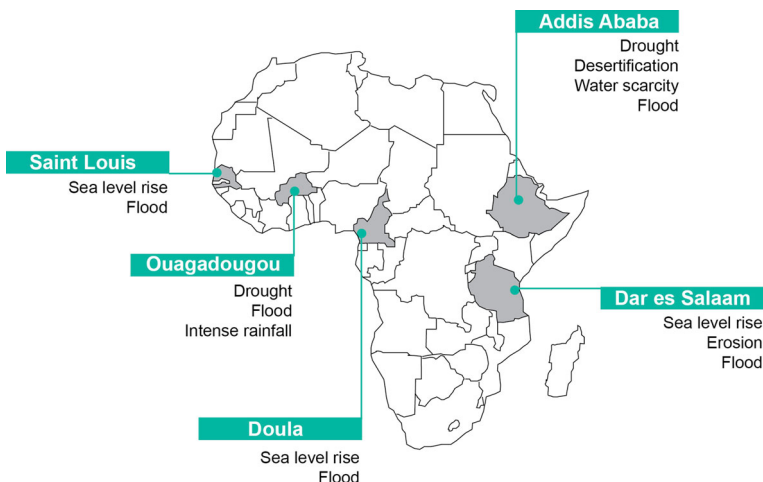 Addis Ababa
Drought
Desertification
Water scarcity
Flood
Saint Louis
Sea level rise
Flood
Ouagadougou
Drought
Flood
Intense rainfall
Dar es Salaam
Sea level rise
Erosion
Flood
Doula
Sea level rise
Flood